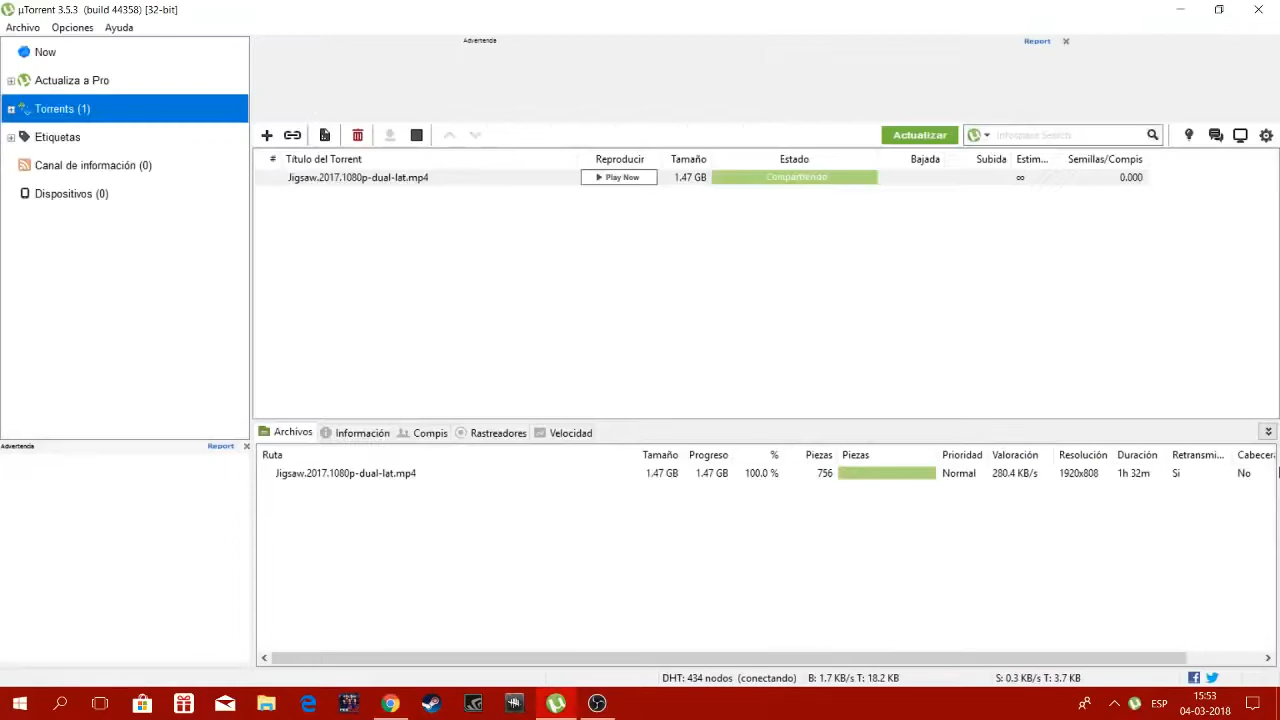 µTorrent 3.5.3 (build 44358) [32-bit]
Archivo Opciones Ayuda
Now
Actualiza a Pro
Torrents (1)
Etiquetas
Canal de información (0)
Dispositivos (0)
Advertencia
Report
Advertencia Report
Actualizar
# Título del Torrent Reproducir Tamaño Estado Bajada Subida Estim... Semillas/Compis
Jigsaw.2017.1080p-dual-lat.mp4 Play Now 1.47 GB Compartiendo ∞ 0.000
Archivos Información Compis Rastreadores Velocidad
Ruta Tamaño Progreso % Piezas Piezas Prioridad Valoración Resolución Duración Retransmi... Cabecera
Jigsaw.2017.1080p-dual-lat.mp4 1.47 GB 1.47 GB 100.0 % 756 Normal 280.4 KB/s 1920x808 1h 32m Si No
DHT: 434 nodos (conectando) B: 1.7 KB/s T: 18.2 KB S: 0.3 KB/s T: 3.7 KB
ESP
15:53
04-03-2018